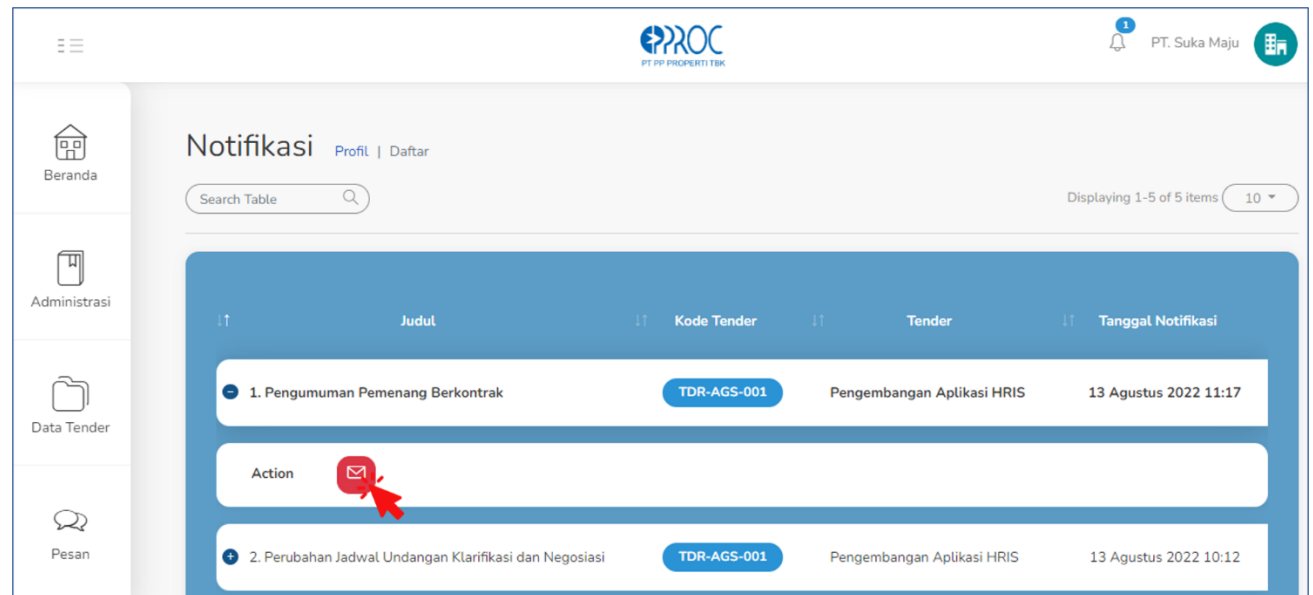 1
PPROC
PT PP PROPERTI TBK
PT. Suka Maju
Beranda
Administrasi
Data Tender
Pesan
Notifikasi Profil | Daftar
Search Table
Displaying 1-5 of 5 items 10
Judul Kode Tender Tender Tanggal Notifikasi
1. Pengumuman Pemenang Berkontrak TDR-AGS-001 Pengembangan Aplikasi HRIS 13 Agustus 2022 11:17
Action
2. Perubahan Jadwal Undangan Klarifikasi dan Negosiasi TDR-AGS-001 Pengembangan Aplikasi HRIS 13 Agustus 2022 10:12